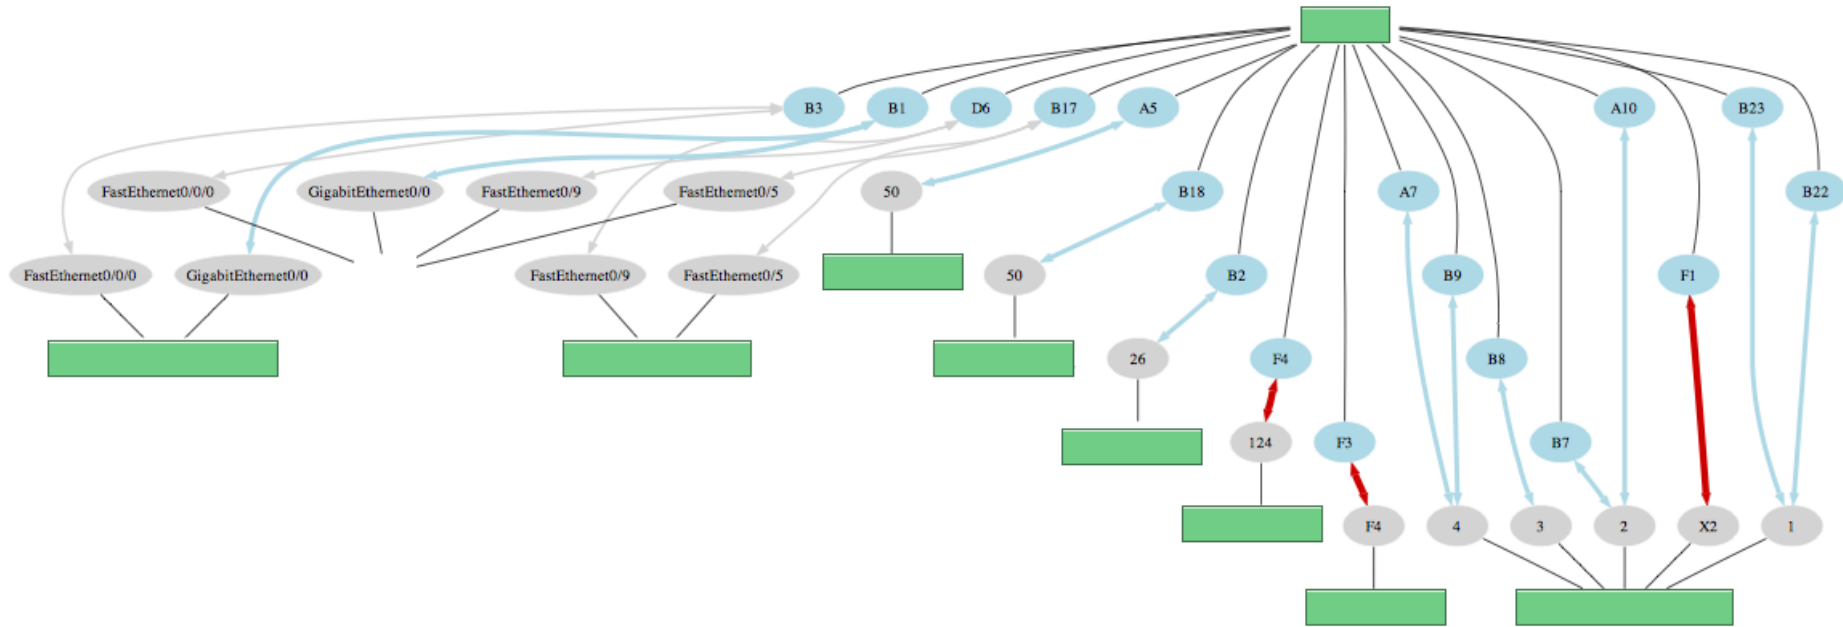 B3 B1 D6 B17 A5 A10 B23
FastEthernet0/0/0 GigabitEthernet0/0 FastEthernet0/9 FastEthernet0/5 50 B18 A7 B22
FastEthernet0/0/0 GigabitEthernet0/0 FastEthernet0/9 FastEthernet0/5 50 B2 B9 F1
26 F4 B8
124 F3 B7
F4 4 3 2 X2 1